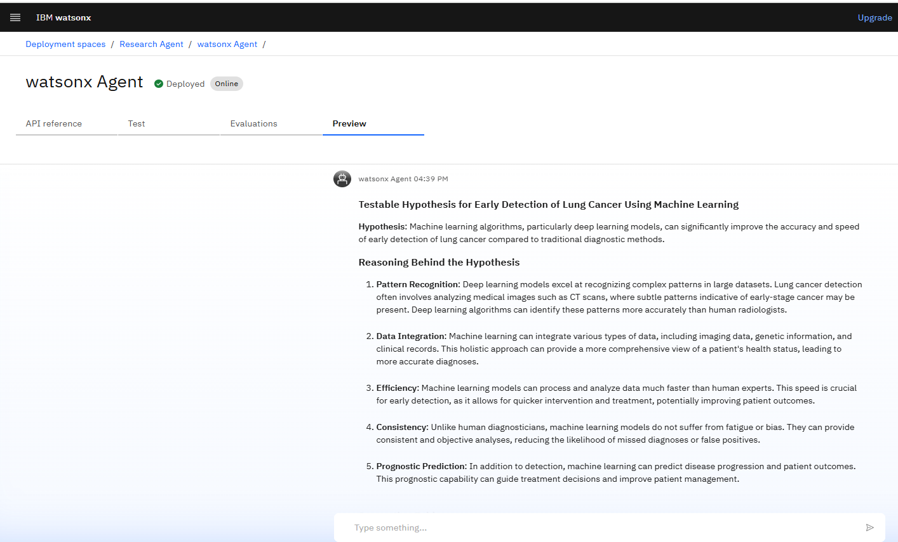 IBM watsonx
Upgrade
Deployment spaces / Research Agent / watsonx Agent /
watsonx Agent Deployed Online
API reference Test Evaluations Preview
watsonx Agent 04:39 PM
Testable Hypothesis for Early Detection of Lung Cancer Using Machine Learning
Hypothesis: Machine learning algorithms, particularly deep learning models, can significantly improve the accuracy and speed
of early detection of lung cancer compared to traditional diagnostic methods.
Reasoning Behind the Hypothesis
1. Pattern Recognition: Deep learning models excel at recognizing complex patterns in large datasets. Lung cancer detection
often involves analyzing medical images such as CT scans, where subtle patterns indicative of early-stage cancer may be
present. Deep learning algorithms can identify these patterns more accurately than human radiologists.
2. Data Integration: Machine learning can integrate various types of data, including imaging data, genetic information, and
clinical records. This holistic approach can provide a more comprehensive view of a patient's health status, leading to
more accurate diagnoses.
3. Efficiency: Machine learning models can process and analyze data much faster than human experts. This speed is crucial
for early detection, as it allows for quicker intervention and treatment, potentially improving patient outcomes.
4. Consistency: Unlike human diagnosticians, machine learning models do not suffer from fatigue or bias. They can provide
consistent and objective analyses, reducing the likelihood of missed diagnoses or false positives.
5. Prognostic Prediction: In addition to detection, machine learning can predict disease progression and patient outcomes.
This prognostic capability can guide treatment decisions and improve patient management.
Type something...